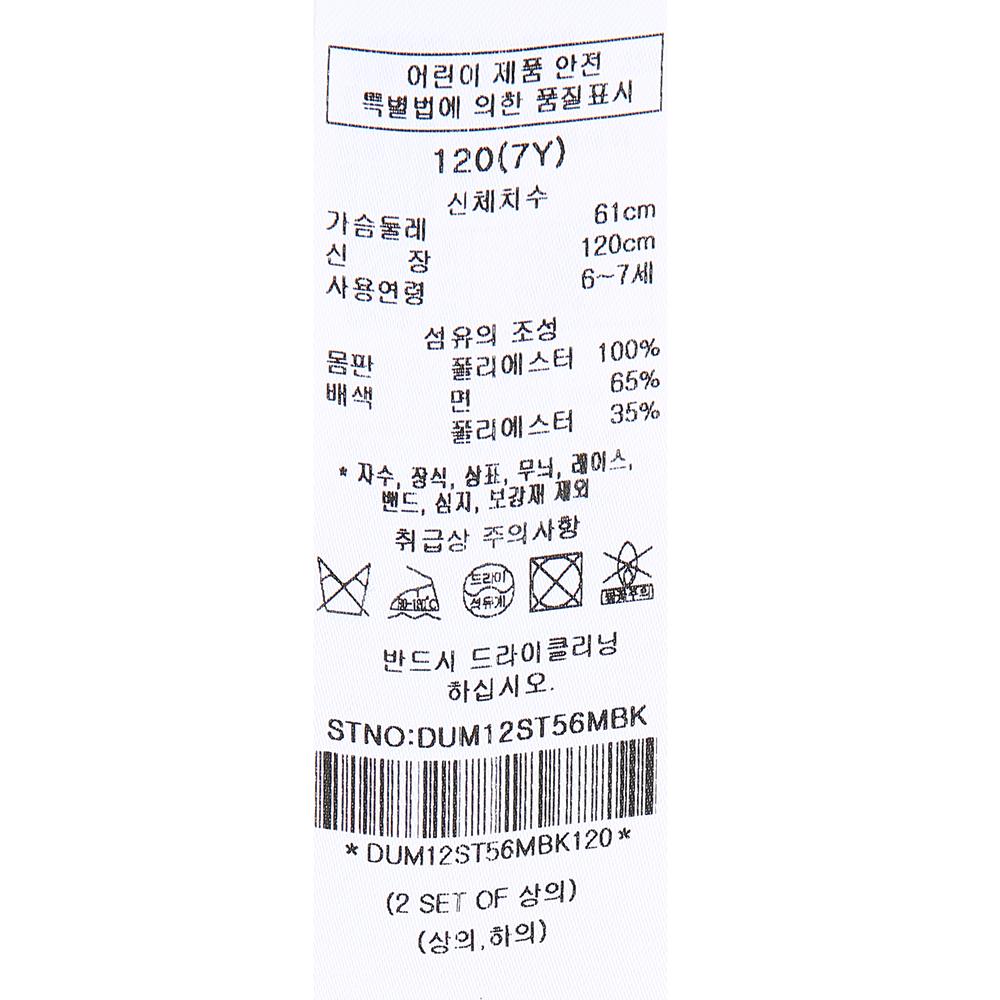 어린이 제품 안전
특별법에 의한 품질표시
120(7Y)
신체치수
가슴둘레 61cm
신 장 120cm
사용연령 6~7세
섬유의 조성
몸판 폴리에스터 100%
배색 면 65%
폴리에스터 35%
* 자수, 장식, 상표, 무늬, 레이스,
밴드, 심지, 보강재 제외
취급상 주의사항
80-120°C 드라이
석유계
반드시 드라이클리닝
하십시오.
STNO:DUM12ST56MBK
*DUM12ST56MBK120*
(2 SET OF 상의)
(상의,하의)